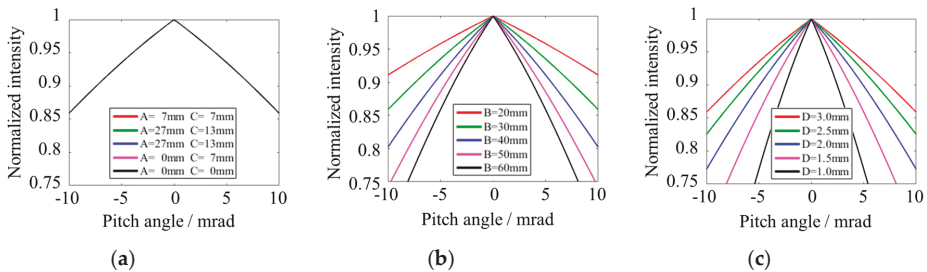 1
0.95
0.9
0.85
0.8
0.75
Normalized intensity
A= 7mm C= 7mm
A=27mm C=13mm
A=27mm C=13mm
A= 0mm C= 7mm
A= 0mm C= 0mm
-10 -5 0 5 10
Pitch angle / mrad
(a)
1
0.95
0.9
0.85
0.8
0.75
Normalized intensity
B=20mm
B=30mm
B=40mm
B=50mm
B=60mm
-10 -5 0 5 10
Pitch angle / mrad
(b)
1
0.95
0.9
0.85
0.8
0.75
Normalized intensity
D=3.0mm
D=2.5mm
D=2.0mm
D=1.5mm
D=1.0mm
-10 -5 0 5 10
Pitch angle / mrad
(c)